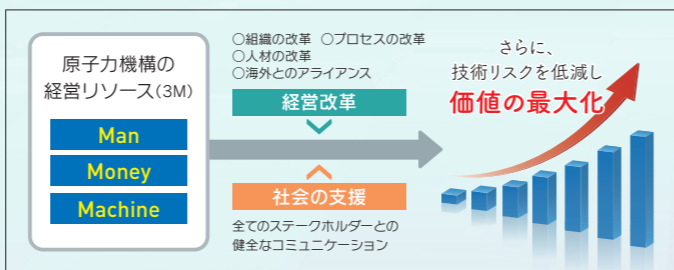 原子力機構の
経営リソース(3M)
Man
Money
Machine
○組織の改革 ○プロセスの改革
○人材の改革
○海外とのアライアンス
経営改革
社会の支援
全てのステークホルダーとの
健全なコミュニケーション
さらに、
技術リスクを低減し
価値の最大化